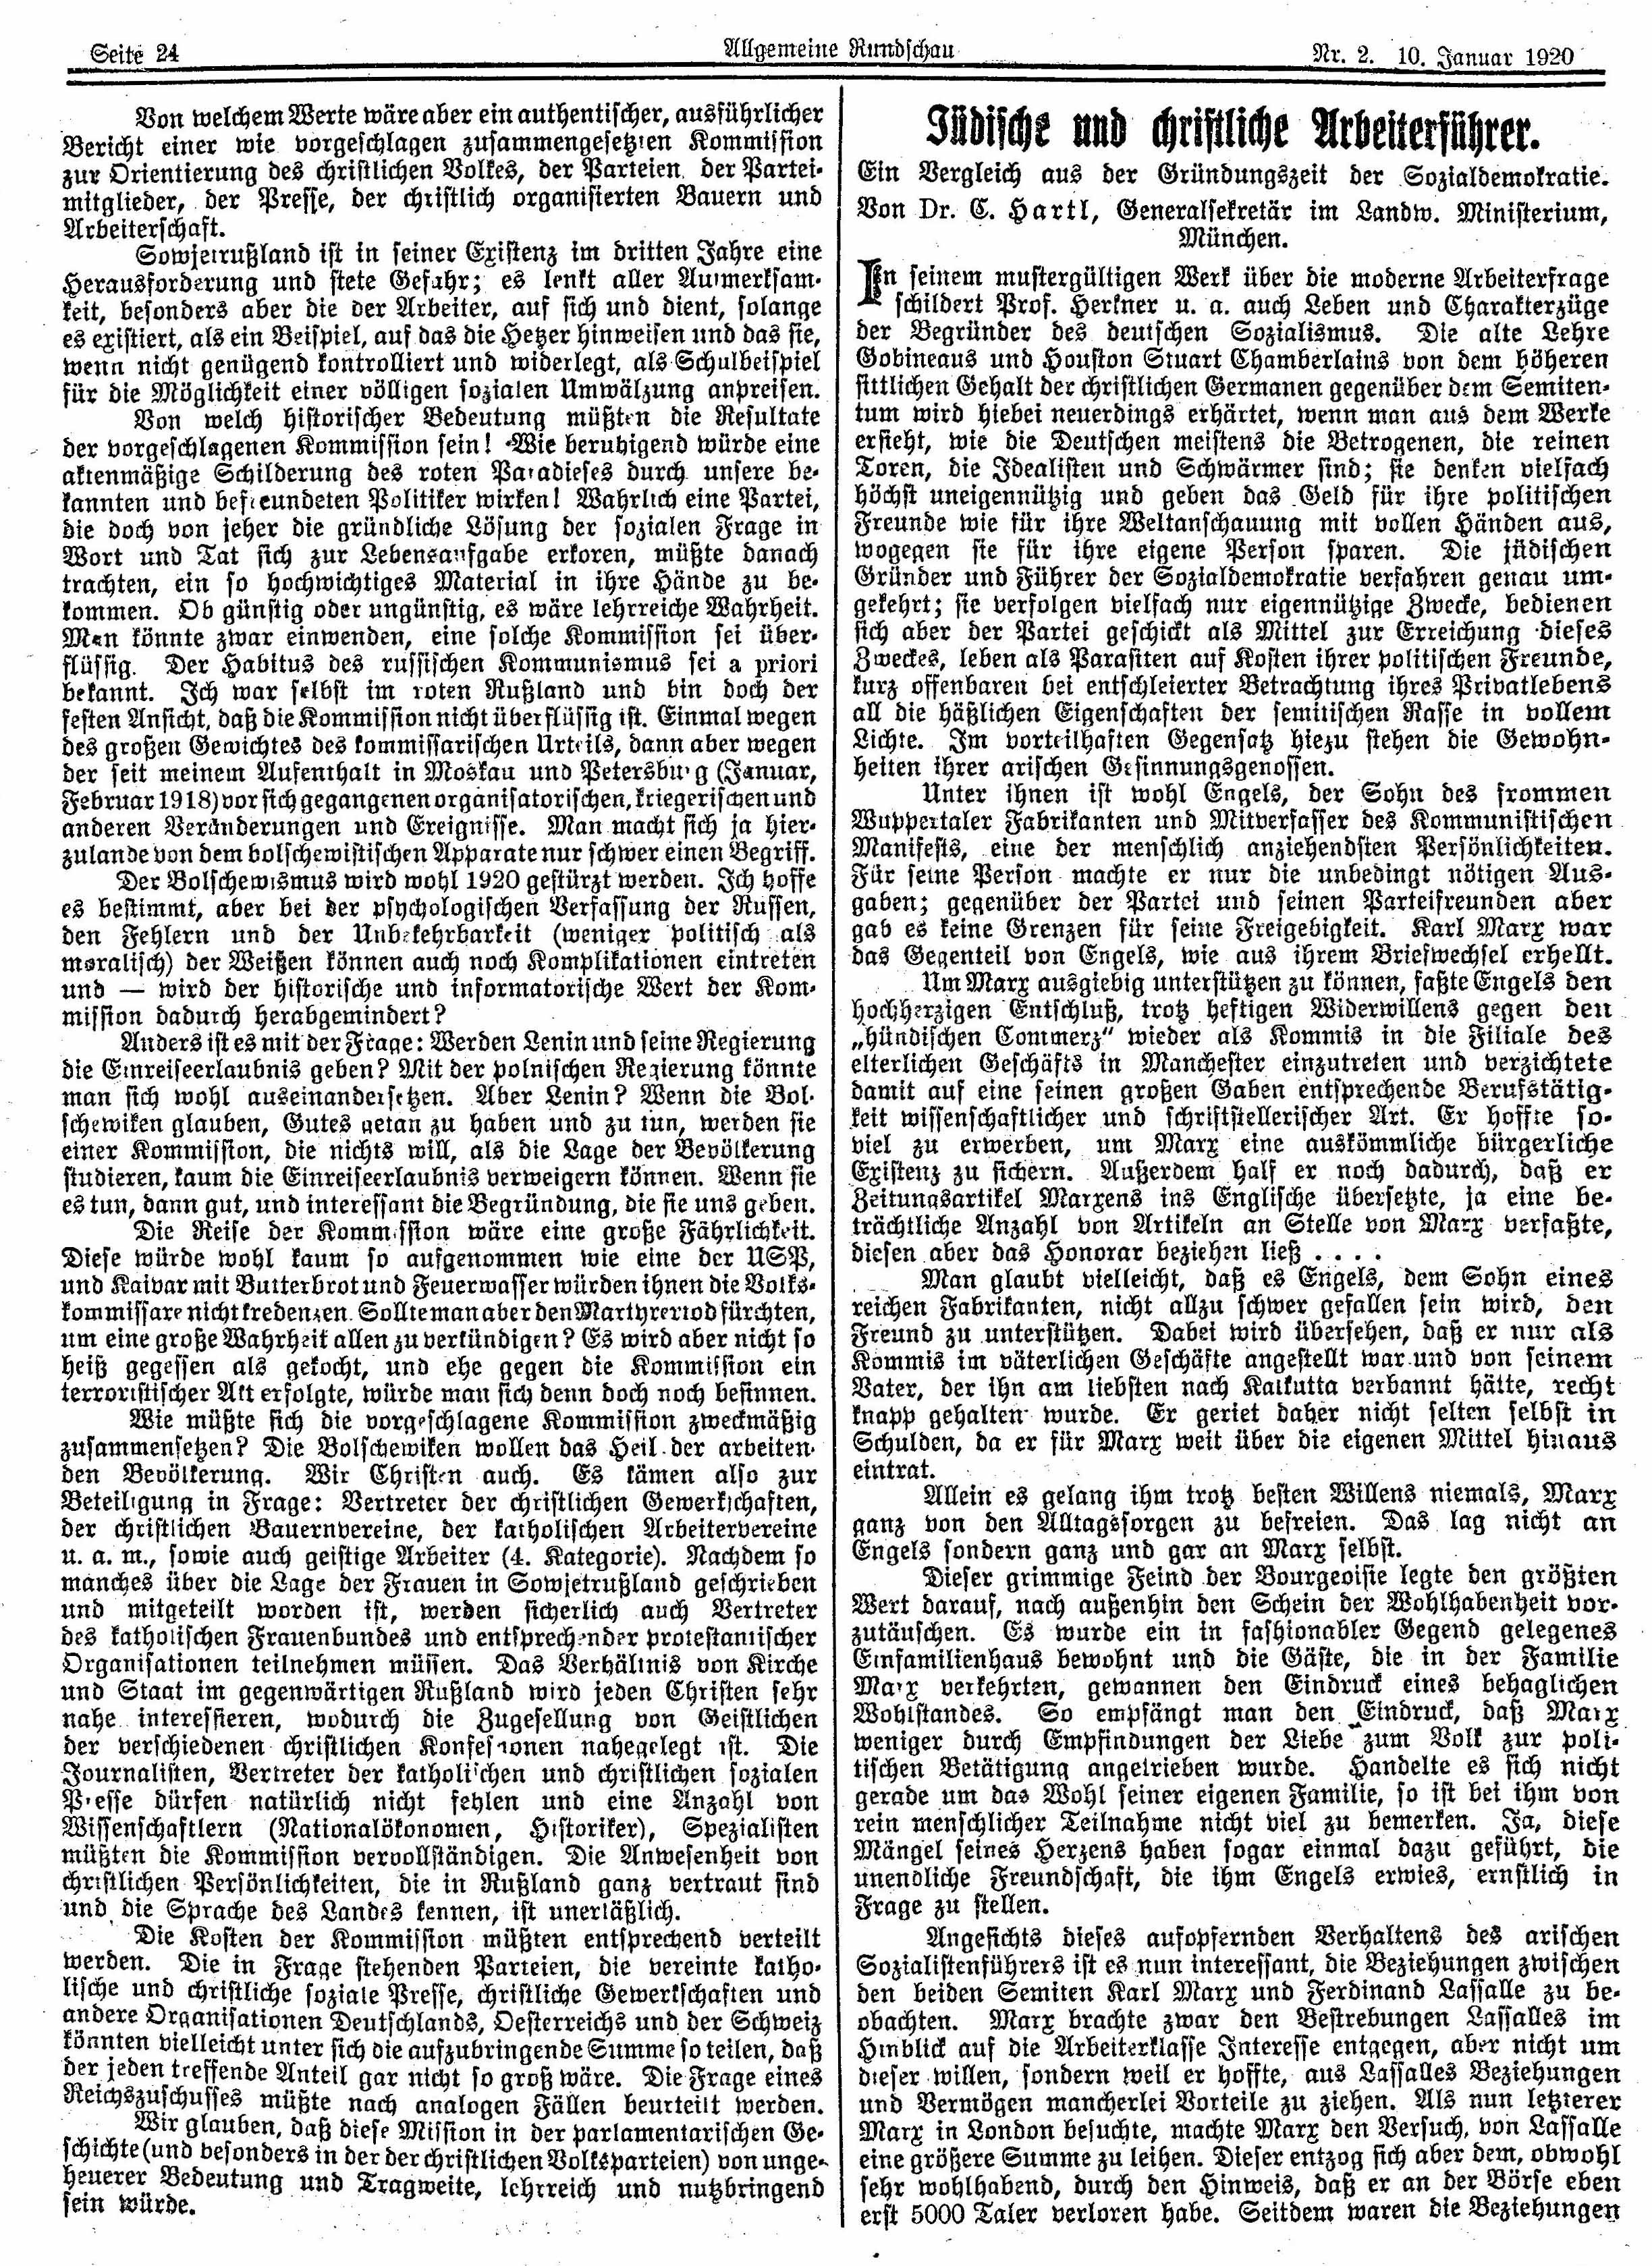 Seite 24
Allgemeine Rundschau
Nr. 2. 10. Januar 1920
Von welchem Werte wäre aber ein authentischer, ausführlicher
Bericht einer wie vorgeschlagen zusammengesetzten Kommission
zur Orientierung des christlichen Volkes, der Parteien, der Partei-
mitglieder, der Presse, der christlich organisierten Bauern und
Arbeiterschaft.
Sowjetrußland ist in seiner Existenz im dritten Jahre eine
Herausforderung und stete Gefahr; es lenkt aller Aufmerksam-
keit, besonders aber die der Arbeiter, auf sich und dient, solange
es existiert, als ein Beispiel, auf das die Hetzer hinweisen und das sie,
wenn nicht genügend kontrolliert und widerlegt, als Schulbeispiel
für die Möglichkeit einer völligen sozialen Umwälzung anpreisen.
Von welch historischer Bedeutung müßten die Resultate
der vorgeschlagenen Kommission sein! Wie beruhigend würde eine
aktenmäßige Schilderung des roten Paradieses durch unsere be-
kannten und befreundeten Politiker wirken! Wahrlich eine Partei,
die doch von jeher die gründliche Lösung der sozialen Frage in
Wort und Tat sich zur Lebensaufgabe erkoren, müßte danach
trachten, ein so hochwichtiges Material in ihre Hände zu be-
kommen. Ob günstig oder ungünstig, es wäre lehrreiche Wahrheit.
Man könnte zwar einwenden, eine solche Kommission sei über-
flüssig. Der Habitus des russischen Kommunismus sei a priori
bekannt. Ich war selbst im roten Rußland und bin doch der
festen Ansicht, daß die Kommission nicht überflüssig ist. Einmal wegen
des großen Gewichtes des kommissarischen Urteils, dann aber wegen
der seit meinem Aufenthalt in Moskau und Petersburg (Januar,
Februar 1918) vor sich gegangenen organisatorischen, kriegerischen und
anderen Veränderungen und Ereignisse. Man macht sich ja hier-
zulande von dem bolschewistischen Apparate nur schwer einen Begriff.
Der Bolschewismus wird wohl 1920 gestürzt werden. Ich hoffe
es bestimmt, aber bei der psychologischen Verfassung der Russen,
den Fehlern und der Unbekehrbarkeit (weniger politisch als
moralisch) der Weißen können auch noch Komplikationen eintreten
und — wird der historische und informatorische Wert der Kom-
mission dadurch herabgemindert?
Anders ist es mit der Frage: Werden Lenin und seine Regierung
die Einreiseerlaubnis geben? Mit der polnischen Regierung könnte
man sich wohl auseinandersetzen. Aber Lenin? Wenn die Bol-
schewiken glauben, Gutes getan zu haben und zu tun, werden sie
einer Kommission, die nichts will, als die Lage der Bevölkerung
studieren, kaum die Einreiseerlaubnis verweigern können. Wenn sie
es tun, dann gut, und interessant die Begründung, die sie uns geben.
Die Reise der Kommission wäre eine große Fährlichkeit.
Diese würde wohl kaum so aufgenommen wie eine der USP,
und Kaivar mit Butterbrot und Feuerwasser würden ihnen die Volks-
kommissare nicht kredenzen. Sollte man aber den Martyrertod fürchten,
um eine große Wahrheit allen zu verkündigen? Es wird aber nicht so
heiß gegessen als gekocht, und ehe gegen die Kommission ein
terroristischer Akt erfolgte, würde man sich denn doch noch besinnen.
Wie müßte sich die vorgeschlagene Kommission zweckmäßig
zusammensetzen? Die Bolschewiken wollen das Heil der arbeiten-
den Bevölkerung. Wir Christen auch. Es kämen also zur
Beteiligung in Frage: Vertreter der christlichen Gewerkschaften,
der christlichen Bauernvereine, der katholischen Arbeitervereine
u. a. m., sowie auch geistige Arbeiter (4. Kategorie). Nachdem so
manches über die Lage der Frauen in Sowjetrußland geschrieben
und mitgeteilt worden ist, werden sicherlich auch Vertreter
des katholischen Frauenbundes und entsprechender protestantischer
Organisationen teilnehmen müssen. Das Verhältnis von Kirche
und Staat im gegenwärtigen Rußland wird jeden Christen sehr
nahe interessieren, wodurch die Zugesellung von Geistlichen
der verschiedenen christlichen Konfessionen nahegelegt ist. Die
Journalisten, Vertreter der katholischen und christlichen sozialen
Presse dürfen natürlich nicht fehlen und eine Anzahl von
Wissenschaftlern (Nationalökonomen, Historiker), Spezialisten
müßten die Kommission vervollständigen. Die Anwesenheit von
christlichen Persönlichkeiten, die in Rußland ganz vertraut sind
und die Sprache des Landes kennen, ist unerläßlich.
Die Kosten der Kommission müßten entsprechend verteilt
werden. Die in Frage stehenden Parteien, die vereinte katho-
lische und christliche soziale Presse, christliche Gewerkschaften und
andere Organisationen Deutschlands, Oesterreichs und der Schweiz
könnten vielleicht unter sich die aufzubringende Summe so teilen, daß
der jeden treffende Anteil gar nicht so groß wäre. Die Frage eines
Reichszuschusses müßte nach analogen Fällen beurteilt werden.
Wir glauben, daß diese Mission in der parlamentarischen Ge-
schichte (und besonders in der der christlichen Volksparteien) von unge-
heuerer Bedeutung und Tragweite, lehrreich und nutzbringend
sein würde.
Jüdische und christliche Arbeiterführer.
Ein Vergleich aus der Gründungszeit der Sozialdemokratie.
Von Dr. C. Hartl, Generalsekretär im Landw. Ministerium,
München.
In seinem mustergültigen Werk über die moderne Arbeiterfrage
schildert Prof. Herkner u. a. auch Leben und Charakterzüge
der Begründer des deutschen Sozialismus. Die alte Lehre
Gobineaus und Houston Stuart Chamberlains von dem höheren
sittlichen Gehalt der christlichen Germanen gegenüber dem Semiten-
tum wird hiebei neuerdings erhärtet, wenn man aus dem Werke
ersieht, wie die Deutschen meistens die Betrogenen, die reinen
Toren, die Idealisten und Schwärmer sind; sie denken vielfach
höchst uneigennützig und geben das Geld für ihre politischen
Freunde wie für ihre Weltanschauung mit vollen Händen aus,
wogegen sie für ihre eigene Person sparen. Die jüdischen
Gründer und Führer der Sozialdemokratie verfahren genau um-
gekehrt; sie verfolgen vielfach nur eigennützige Zwecke, bedienen
sich aber der Partei geschickt als Mittel zur Erreichung dieses
Zweckes, leben als Parasiten auf Kosten ihrer politischen Freunde,
kurz offenbaren bei entschleierter Betrachtung ihres Privatlebens
all die häßlichen Eigenschaften der semitischen Rasse in vollem
Lichte. Im vorteilhaften Gegensatz hiezu stehen die Gewohn-
heiten ihrer arischen Gesinnungsgenossen.
Unter ihnen ist wohl Engels, der Sohn des frommen
Wuppertaler Fabrikanten und Mitverfasser des Kommunistischen
Manifests, eine der menschlich anziehendsten Persönlichkeiten.
Für seine Person machte er nur die unbedingt nötigen Aus-
gaben; gegenüber der Partei und seinen Parteifreunden aber
gab es keine Grenzen für seine Freigebigkeit. Karl Marx war
das Gegenteil von Engels, wie aus ihrem Briefwechsel erhellt.
Um Marx ausgiebig unterstützen zu können, faßte Engels den
hochherzigen Entschluß, trotz heftigen Widerwillens gegen den
„hündischen Commerz“ wieder als Kommis in die Filiale des
elterlichen Geschäfts in Manchester einzutreten und verzichtete
damit auf eine seinen großen Gaben entsprechende Berufstätig-
keit wissenschaftlicher und schriftstellerischer Art. Er hoffte so-
viel zu erwerben, um Marx eine auskömmliche bürgerliche
Existenz zu sichern. Außerdem half er noch dadurch, daß er
Zeitungsartikel Marxens ins Englische übersetzte, ja eine be-
trächtliche Anzahl von Artikeln an Stelle von Marx verfaßte,
diesen aber das Honorar beziehen ließ . . . .
Man glaubt vielleicht, daß es Engels, dem Sohn eines
reichen Fabrikanten, nicht allzu schwer gefallen sein wird, den
Freund zu unterstützen. Dabei wird übersehen, daß er nur als
Kommis im väterlichen Geschäfte angestellt war und von seinem
Vater, der ihn am liebsten nach Kalkutta verbannt hätte, recht
knapp gehalten wurde. Er geriet daher nicht selten selbst in
Schulden, da er für Marx weit über die eigenen Mittel hinaus
eintrat.
Allein es gelang ihm trotz besten Willens niemals, Marx
ganz von den Alltagssorgen zu befreien. Das lag nicht an
Engels sondern ganz und gar an Marx selbst.
Dieser grimmige Feind der Bourgeoisie legte den größten
Wert darauf, nach außenhin den Schein der Wohlhabenheit vor-
zutäuschen. Es wurde ein in fashionabler Gegend gelegenes
Einfamilienhaus bewohnt und die Gäste, die in der Familie
Marx verkehrten, gewannen den Eindruck eines behaglichen
Wohlstandes. So empfängt man den Eindruck, daß Marx
weniger durch Empfindungen der Liebe zum Volk zur poli-
tischen Betätigung angetrieben wurde. Handelte es sich nicht
gerade um das Wohl seiner eigenen Familie, so ist bei ihm von
rein menschlicher Teilnahme nicht viel zu bemerken. Ja, diese
Mängel seines Herzens haben sogar einmal dazu geführt, die
unendliche Freundschaft, die ihm Engels erwies, ernstlich in
Frage zu stellen.
Angesichts dieses aufopfernden Verhaltens des arischen
Sozialistenführers ist es nun interessant, die Beziehungen zwischen
den beiden Semiten Karl Marx und Ferdinand Lassalle zu be-
obachten. Marx brachte zwar den Bestrebungen Lassalles im
Hinblick auf die Arbeiterklasse Interesse entgegen, aber nicht um
dieser willen, sondern weil er hoffte, aus Lassalles Beziehungen
und Vermögen mancherlei Vorteile zu ziehen. Als nun letzterer
Marx in London besuchte, machte Marx den Versuch, von Lassalle
eine größere Summe zu leihen. Dieser entzog sich aber dem, obwohl
sehr wohlhabend, durch den Hinweis, daß er an der Börse eben
erst 5000 Taler verloren habe. Seitdem waren die Beziehungen